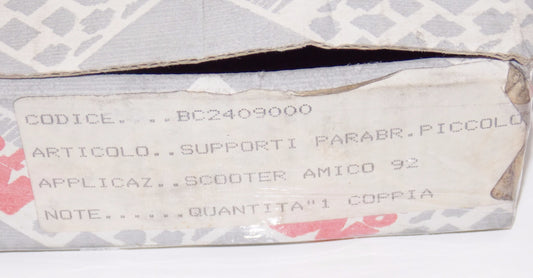 CODICE. ...BC2409000
ARTICOLO..SUPPORTI PARABR.PICCOLO
APPLICAZ..SCOOTER AMICO 92
NOTE......QUANTITA"1 COPPIA